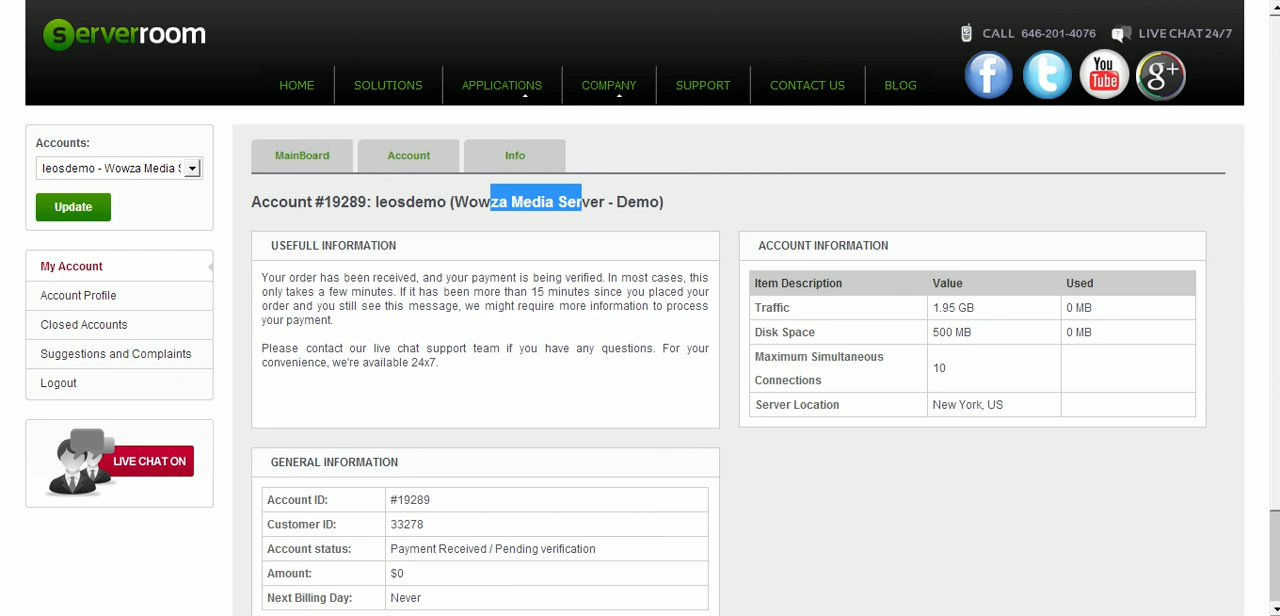 serverroom
CALL 646-201-4076 LIVE CHAT 24/7
HOME SOLUTIONS APPLICATIONS COMPANY SUPPORT CONTACT US BLOG
f t You Tube g+
Accounts:
leosdemo - Wowza Media S
Update
My Account
Account Profile
Closed Accounts
Suggestions and Complaints
Logout
LIVE CHAT ON
MainBoard Account Info
Account #19289: leosdemo (Wowza Media Server - Demo)
USEFULL INFORMATION
Your order has been received, and your payment is being verified. In most cases, this
only takes a few minutes. If it has been more than 15 minutes since you placed your
order and you still see this message, we might require more information to process
your payment.
Please contact our live chat support team if you have any questions. For your
convenience, we're available 24x7.
ACCOUNT INFORMATION
Item Description Value Used
Traffic 1.95 GB 0 MB
Disk Space 500 MB 0 MB
Maximum Simultaneous
Connections 10
Server Location New York, US
GENERAL INFORMATION
Account ID: #19289
Customer ID: 33278
Account status: Payment Received / Pending verification
Amount: $0
Next Billing Day: Never